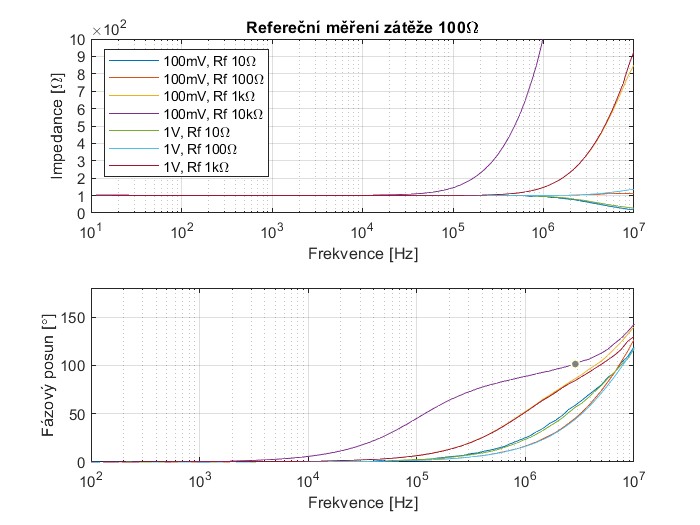 Refereční měření zátěže 100Ω
×10²
10
9
8
7
6
5
4
3
2
1
0
Impedance [Ω]
100mV, Rf 10Ω
100mV, Rf 100Ω
100mV, Rf 1kΩ
100mV, Rf 10kΩ
1V, Rf 10Ω
1V, Rf 100Ω
1V, Rf 1kΩ
10¹ 10² 10³ 10⁴ 10⁵ 10⁶ 10⁷
Frekvence [Hz]
150
100
50
0
Fázový posun [°]
10² 10³ 10⁴ 10⁵ 10⁶ 10⁷
Frekvence [Hz]